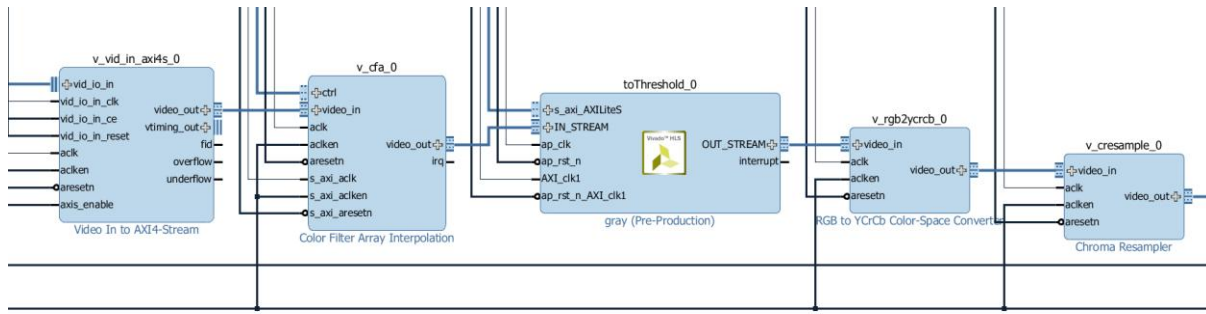 v_vid_in_axi4s_0
vid_io_in
vid_io_in_clk
vid_io_in_ce
vid_io_in_reset
aclk
aclken
aresetn
axis_enable
video_out
vtiming_out
fid
overflow
underflow
Video In to AXI4-Stream
v_cfa_0
ctrl
video_in
aclk
aclken
aresetn
s_axi_aclk
s_axi_aclken
s_axi_aresetn
video_out
irq
Color Filter Array Interpolation
toThreshold_0
s_axi_AXILiteS
IN_STREAM
ap_clk
ap_rst_n
AXI_clk1
ap_rst_n_AXI_clk1
Vivado™ HLS
OUT_STREAM
interrupt
gray (Pre-Production)
v_rgb2ycrcb_0
video_in
aclk
aclken
aresetn
video_out
RGB to YCrCb Color-Space Converter
v_cresample_0
video_in
aclk
aclken
aresetn
video_out
Chroma Resampler